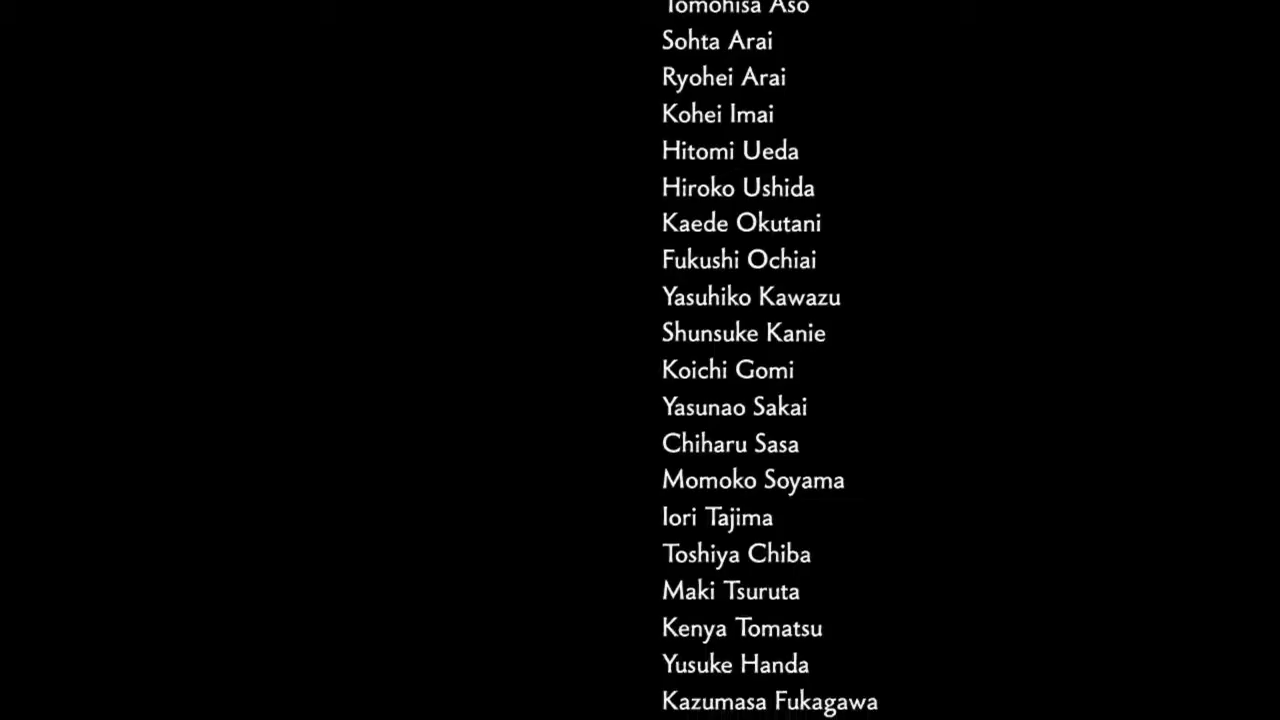 Tomohisa Aso
Sohta Arai
Ryohei Arai
Kohei Imai
Hitomi Ueda
Hiroko Ushida
Kaede Okutani
Fukushi Ochiai
Yasuhiko Kawazu
Shunsuke Kanie
Koichi Gomi
Yasunao Sakai
Chiharu Sasa
Momoko Soyama
Iori Tajima
Toshiya Chiba
Maki Tsuruta
Kenya Tomatsu
Yusuke Handa
Kazumasa Fukagawa